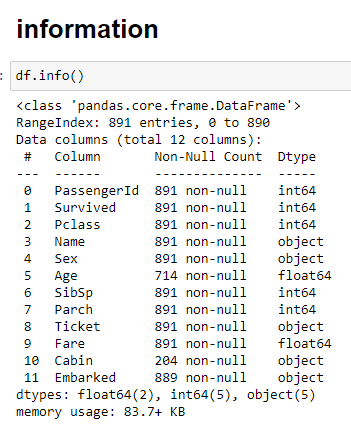 information
: df.info()
<class 'pandas.core.frame.DataFrame'>
RangeIndex: 891 entries, 0 to 890
Data columns (total 12 columns):
 #   Column       Non-Null Count  Dtype
---  ------       --------------  -----
 0   PassengerId  891 non-null    int64
 1   Survived     891 non-null    int64
 2   Pclass       891 non-null    int64
 3   Name         891 non-null    object
 4   Sex          891 non-null    object
 5   Age          714 non-null    float64
 6   SibSp        891 non-null    int64
 7   Parch        891 non-null    int64
 8   Ticket       891 non-null    object
 9   Fare         891 non-null    float64
 10  Cabin        204 non-null    object
 11  Embarked     889 non-null    object
dtypes: float64(2), int64(5), object(5)
memory usage: 83.7+ KB